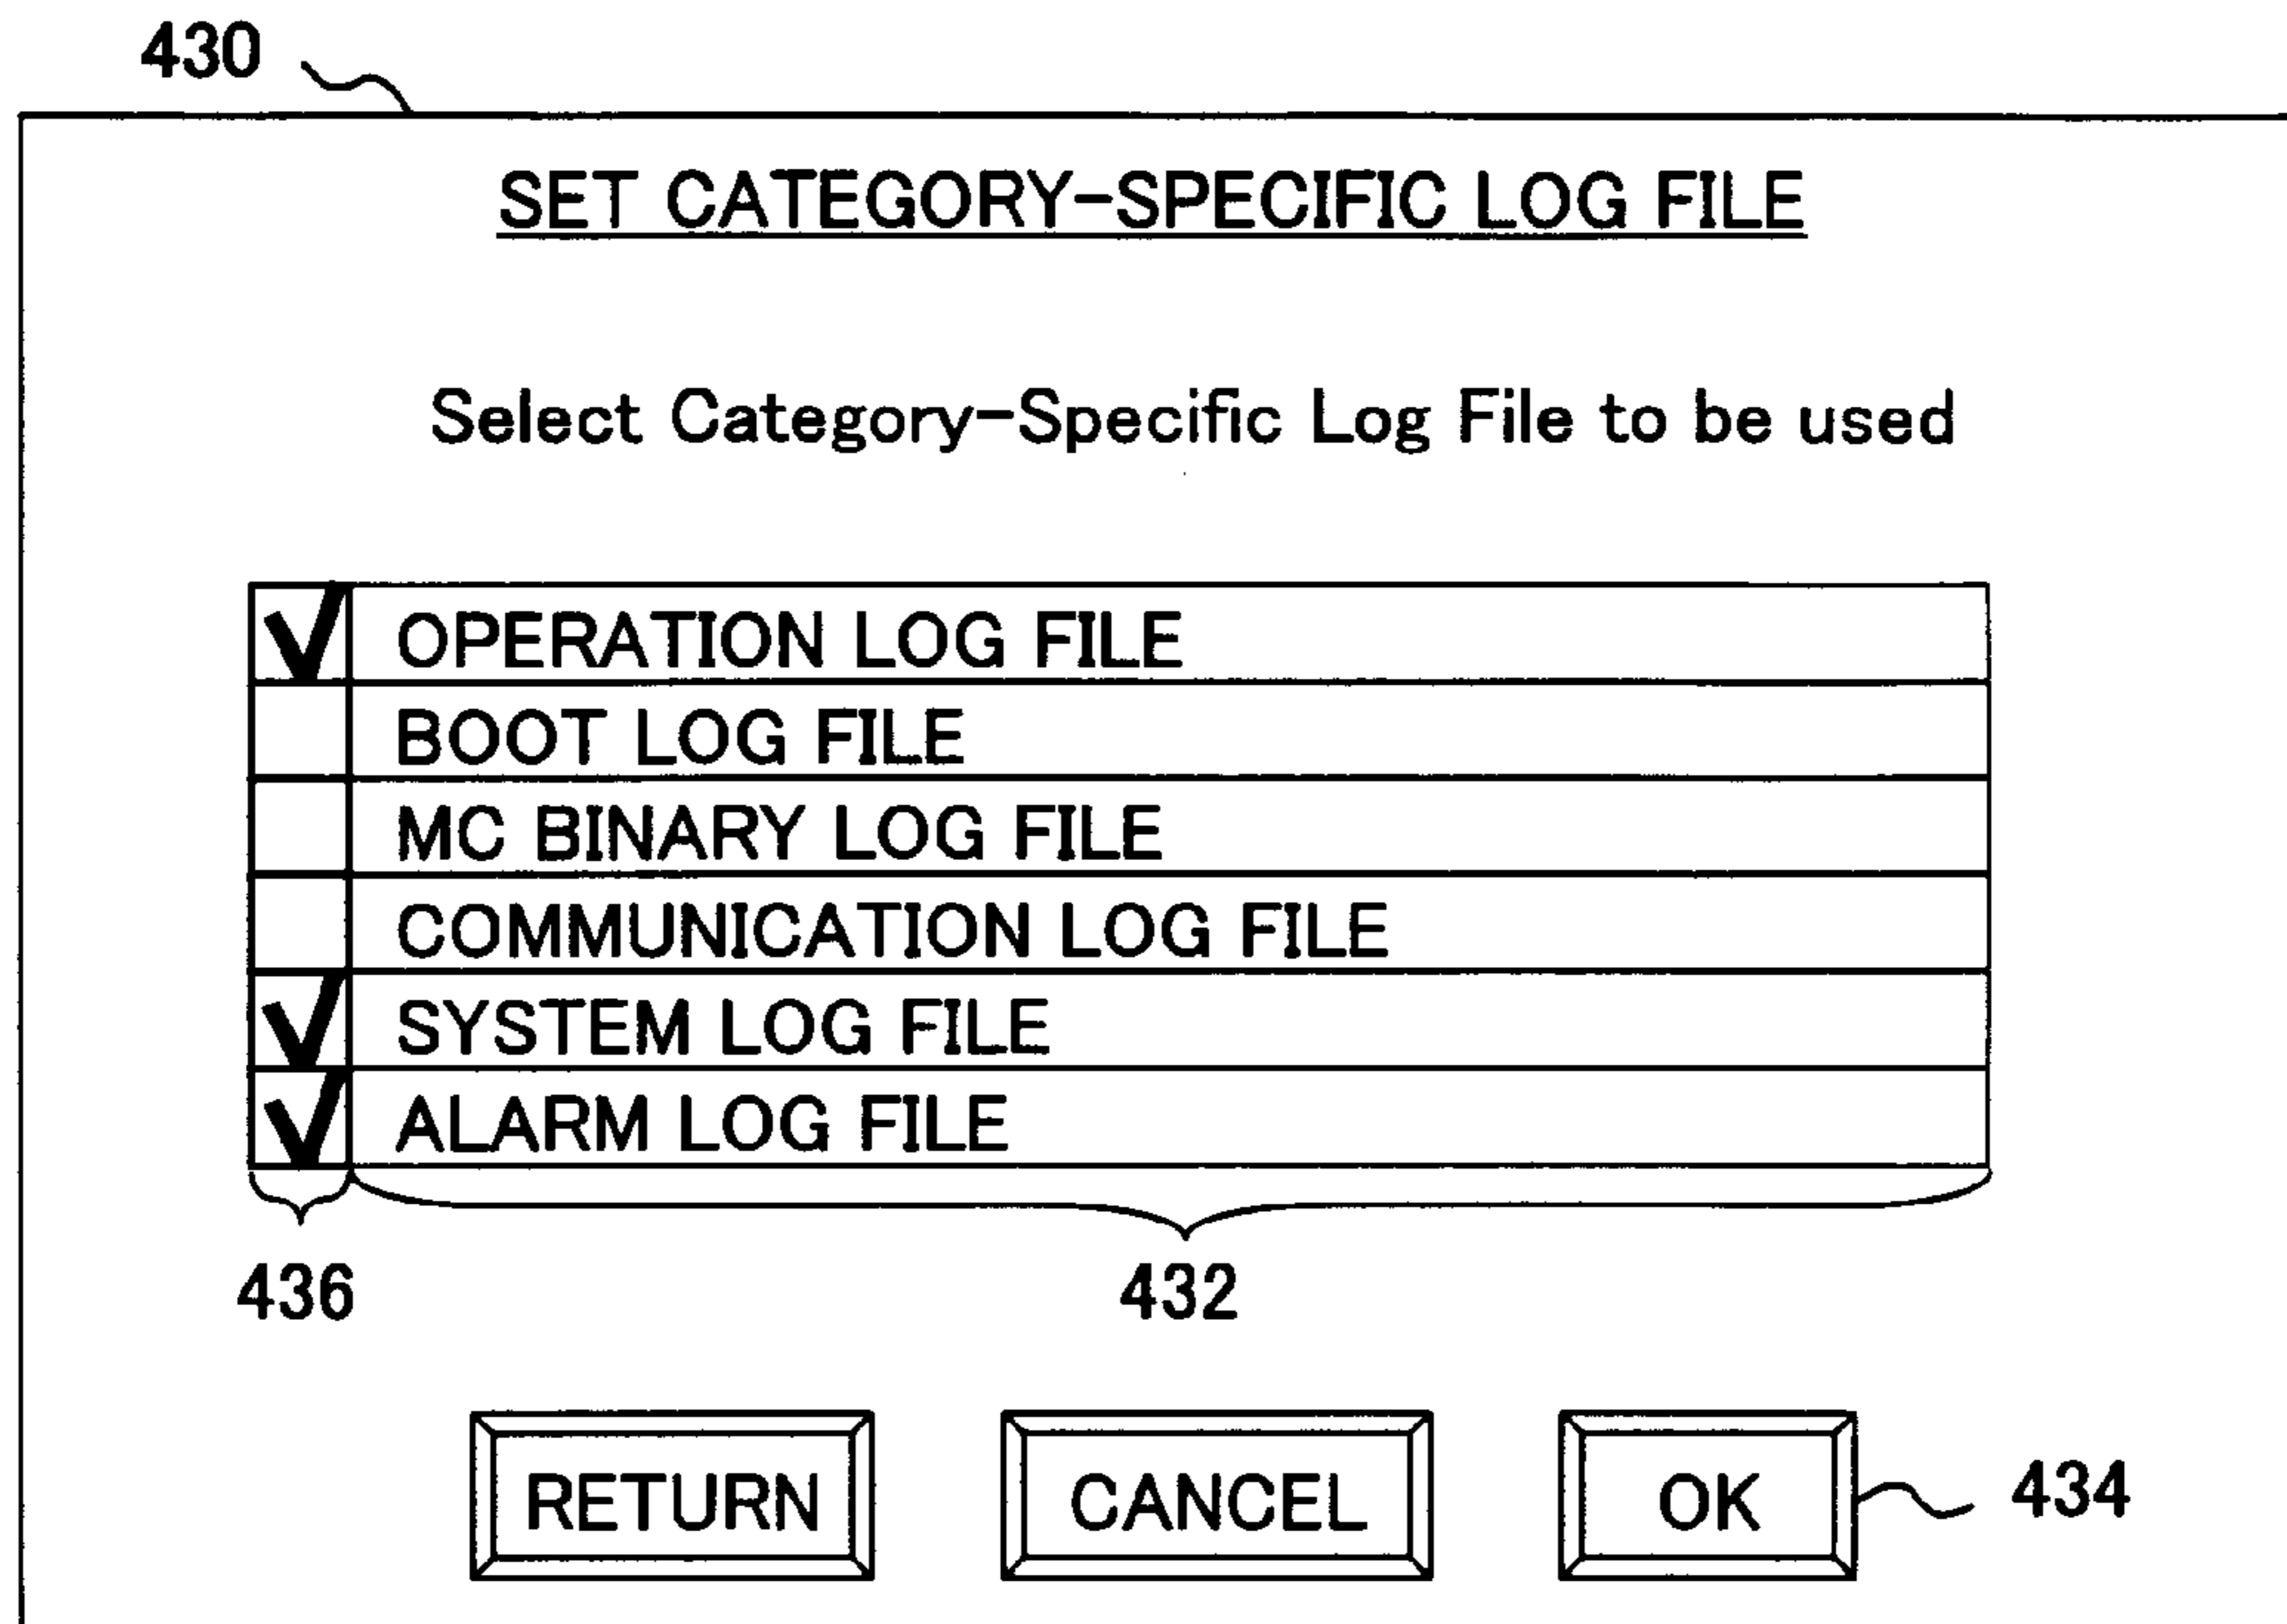 430
SET CATEGORY-SPECIFIC LOG FILE
Select Category-Specific Log File to be used
OPERATION LOG FILE
BOOT LOG FILE
MC BINARY LOG FILE
COMMUNICATION LOG FILE
SYSTEM LOG FILE
ALARM LOG FILE
436 432
RETURN CANCEL OK 434